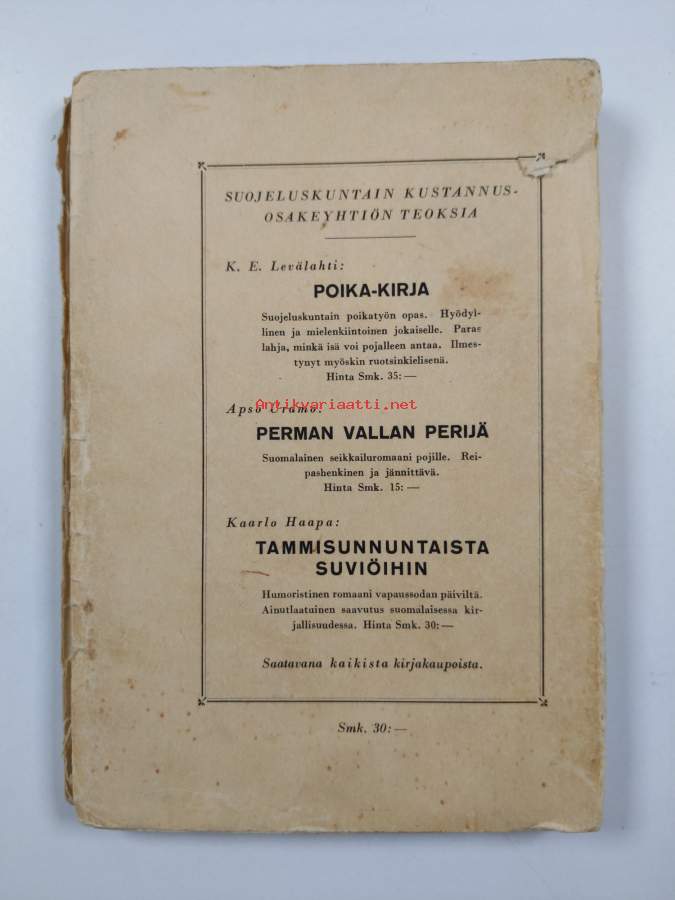 SUOJELUSKUNTAIN KUSTANNUS-
OSAKEYHTIÖN TEOKSIA
K. E. Levälahti:
POIKA-KIRJA
Suojeluskuntain poikatyön opas. Hyödyl-
linen ja mielenkiintoinen jokaiselle. Paras
lahja, minkä isä voi pojalleen antaa. Ilmes-
tynyt myöskin ruotsinkielisenä.
Hinta Smk. 35:—
Antikvariaatti.net
Apso Uramo:
PERMAN VALLAN PERIJÄ
Suomalainen seikkailuromaani pojille. Rei-
pashenkinen ja jännittävä.
Hinta Smk. 15:—
Kaarlo Haapa:
TAMMISUNNUNTAISTA
SUVIÖIHIN
Humoristinen romaani vapaussodan päiviltä.
Ainutlaatuinen saavutus suomalaisessa kir-
jallisuudessa. Hinta Smk. 30:—
Saatavana kaikista kirjakaupoista.
Smk. 30:—